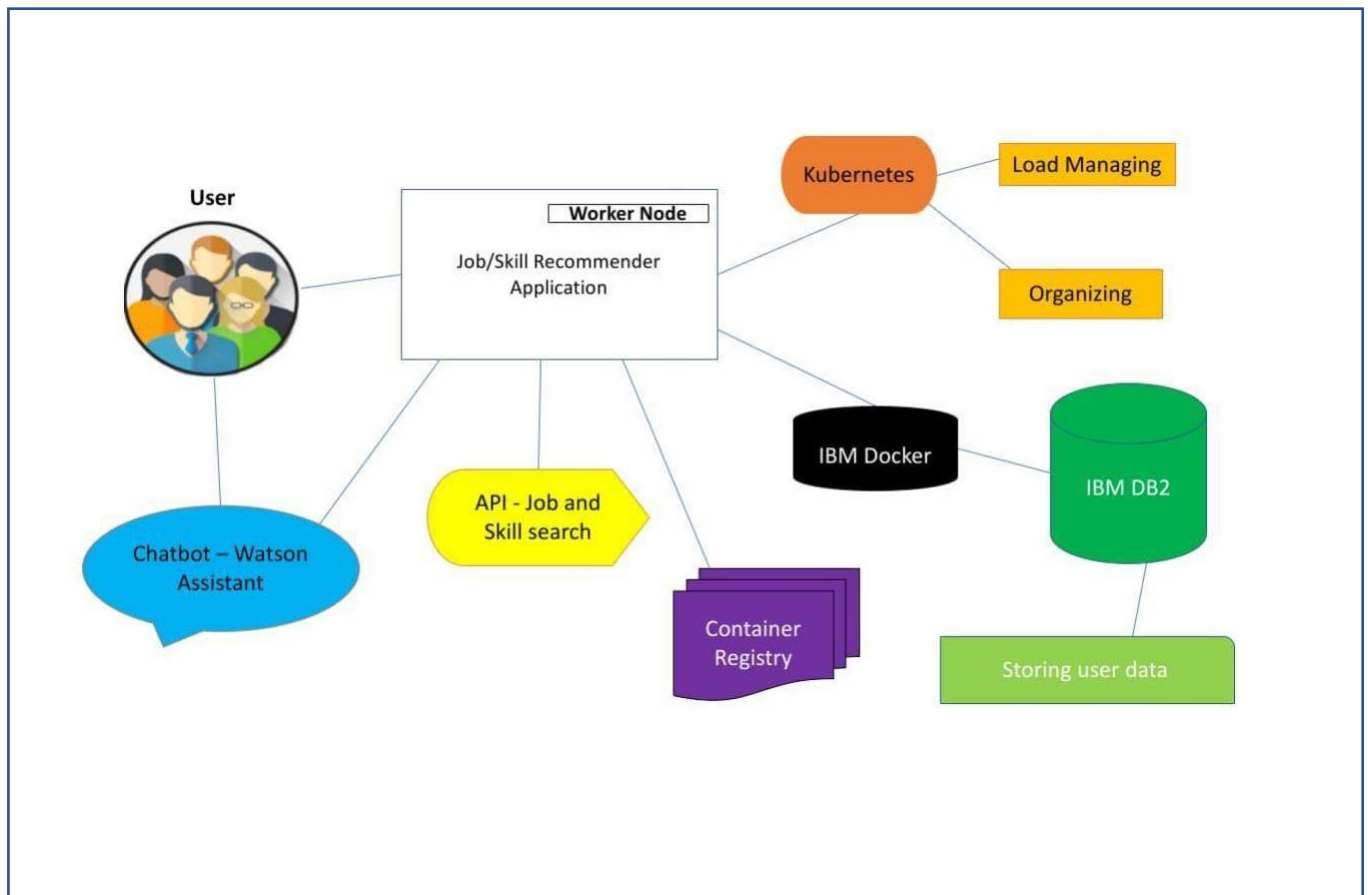 User
Worker Node
Job/Skill Recommender
Application
Kubernetes
Load Managing
Organizing
IBM Docker
IBM DB2
Chatbot – Watson
Assistant
API - Job and
Skill search
Container
Registry
Storing user data